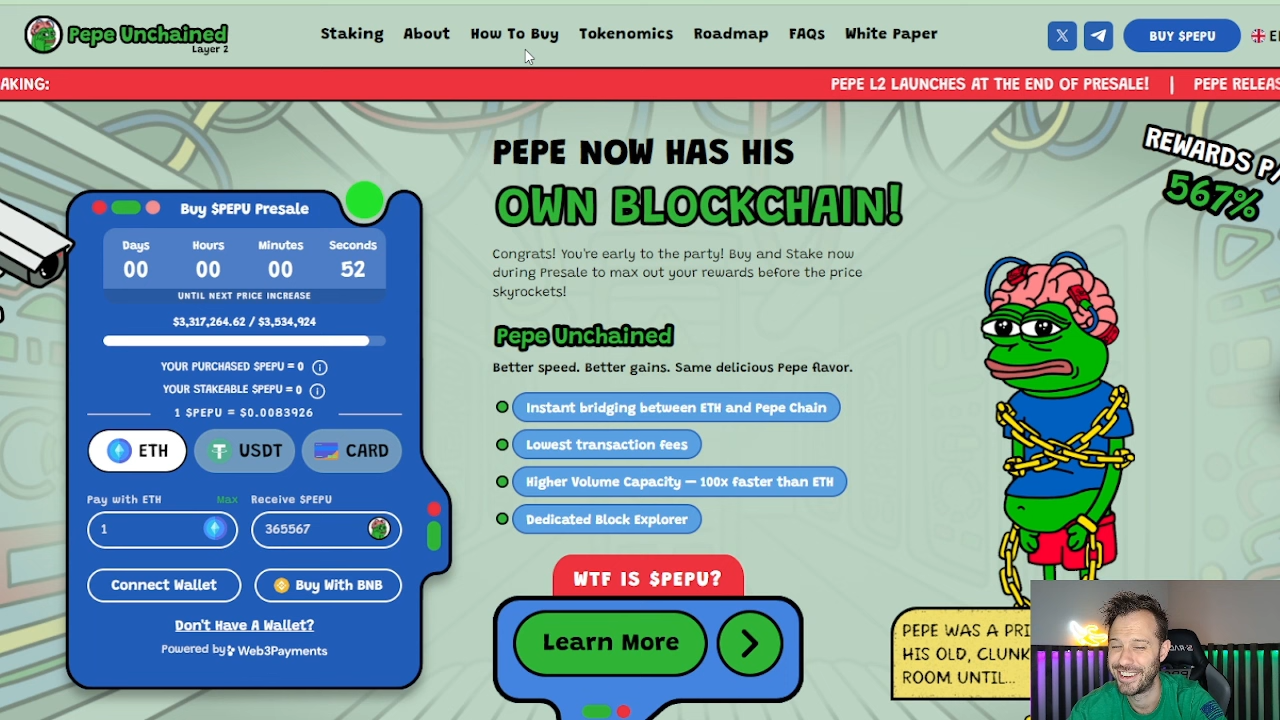 Pepe Unchained
Layer 2
Staking
About
How To Buy
Tokenomics
Roadmap
FAQs
White Paper
BUY $PEPU
AKING:
PEPE L2 LAUNCHES AT THE END OF PRESALE! |
PEPE NOW HAS HIS
OWN BLOCKCHAIN!
REWARDS
567%
Buy $PEPU Presale
Days Hours Minutes Seconds
00 00 00 52
UNTIL NEXT PRICE INCREASE
$3,317,264.62 / $3,534,924
YOUR PURCHASED $PEPU = 0
YOUR STAKEABLE $PEPU = 0
1 $PEPU = $0.0083926
ETH
USDT
CARD
Pay with ETH Max Receive $PEPU
1
365567
Connect Wallet
Buy With BNB
Don't Have A Wallet?
Powered by Web3Payments
Congrats! You're early to the party! Buy and Stake now
during Presale to max out your rewards before the price
skyrockets!
Pepe Unchained
Better speed. Better gains. Same delicious Pepe flavor.
Instant bridging between ETH and Pepe Chain
Lowest transaction fees
Higher Volume Capacity — 100x faster than ETH
Dedicated Block Explorer
WTF IS $PEPU?
Learn More
PEPE WAS A
HIS OLD,
ROOM UNTIL...